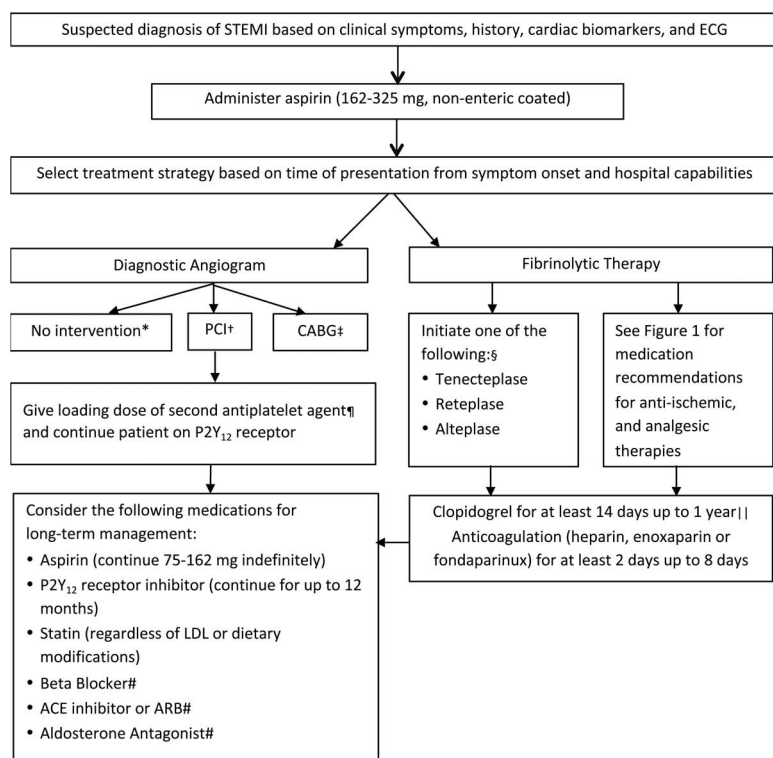 Suspected diagnosis of STEMI based on clinical symptoms, history, cardiac biomarkers, and ECG
Administer aspirin (162-325 mg, non-enteric coated)
Select treatment strategy based on time of presentation from symptom onset and hospital capabilities
Diagnostic Angiogram
Fibrinolytic Therapy
No intervention*
PCI†
CABG‡
Initiate one of the
following:§
• Tenecteplase
• Reteplase
• Alteplase
See Figure 1 for
medication
recommendations
for anti-ischemic,
and analgesic
therapies
Give loading dose of second antiplatelet agent¶
and continue patient on P2Y₁₂ receptor
Clopidogrel for at least 14 days up to 1 year||
Anticoagulation (heparin, enoxaparin or
fondaparinux) for at least 2 days up to 8 days
Consider the following medications for
long-term management:
• Aspirin (continue 75-162 mg indefinitely)
• P2Y₁₂ receptor inhibitor (continue for up to 12
months)
• Statin (regardless of LDL or dietary
modifications)
• Beta Blocker#
• ACE inhibitor or ARB#
• Aldosterone Antagonist#